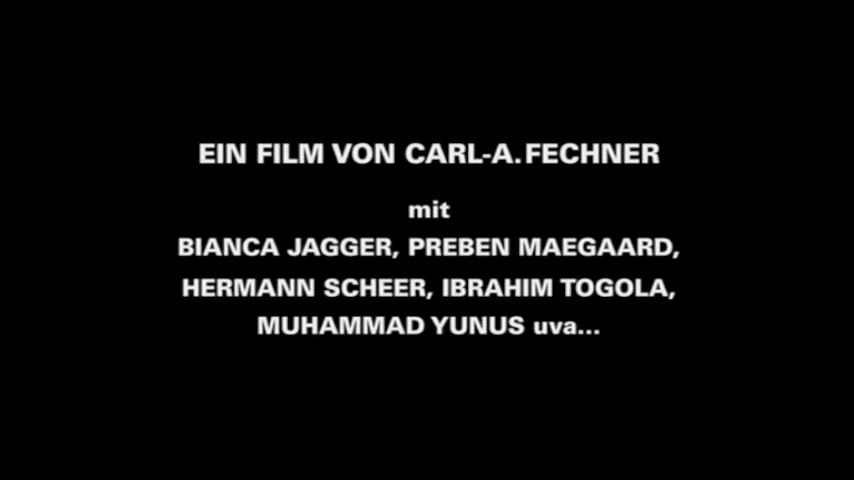 EIN FILM VON CARL-A. FECHNER
mit
BIANCA JAGGER, PREBEN MAEGAARD,
HERMANN SCHEER, IBRAHIM TOGOLA,
MUHAMMAD YUNUS uva...